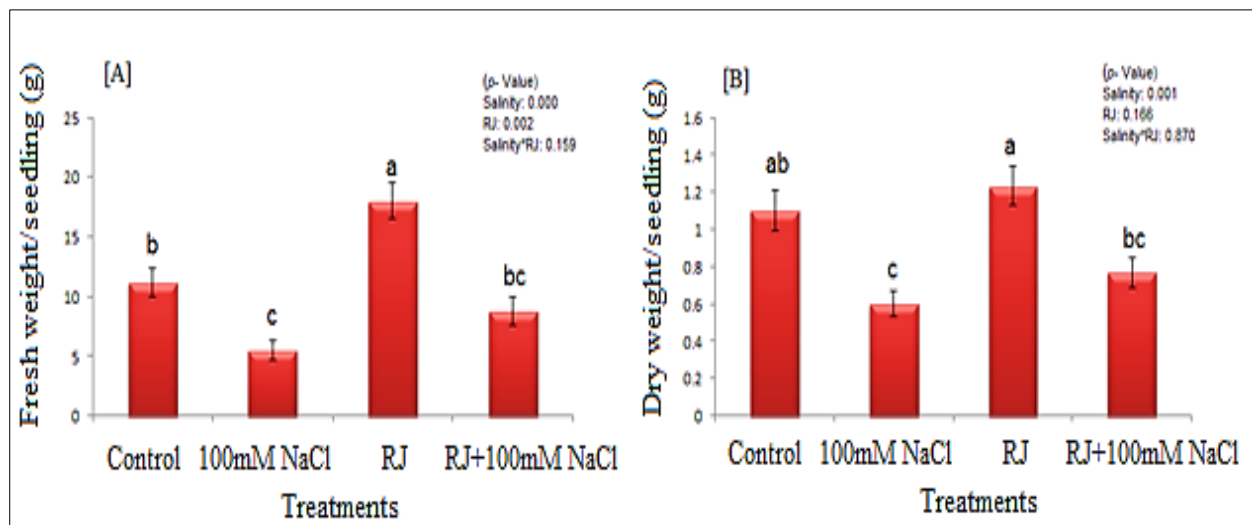 [A]
(p- Value)
Salinity: 0.000
RJ: 0.002
Salinity*RJ: 0.159
Fresh weight/seedling (g)
25
20
15
10
5
0
b
c
a
bc
Control 100mM NaCl RJ RJ+100mM NaCl
Treatments
[B]
(p- Value)
Salinity: 0.001
RJ: 0.166
Salinity*RJ: 0.870
Dry weight/seedling (g)
1.6
1.4
1.2
1
0.8
0.6
0.4
0.2
0
ab
c
a
bc
Control 100mM NaCl RJ RJ+100mM NaCl
Treatments